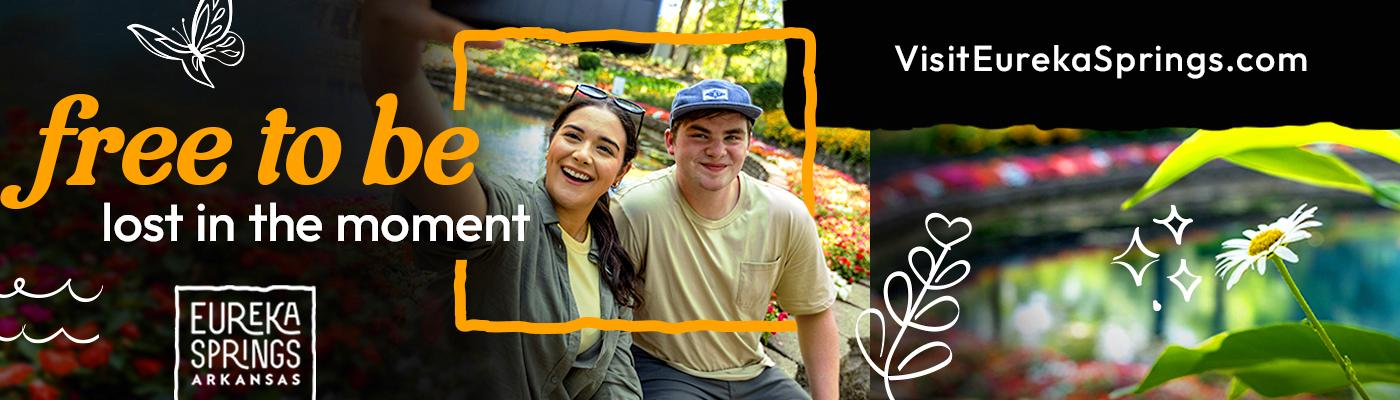 free to be
lost in the moment
EUREKA
SPRINGS
ARKANSAS
VisitEurekaSprings.com